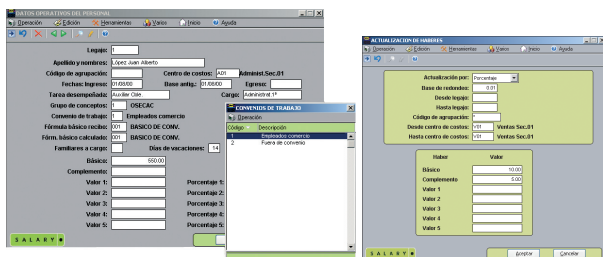 DATOS OPERATIVOS DEL PERSONAL
Operación Edición Herramientas Varios Inicio Ayuda
Legajo: 1
Apellido y nombres: López Juan Alberto
Código de agrupación: Centro de costos: A01 Administ.Sec.01
Fechas: Ingreso: 01/08/00 Base antig.: 01/08/00 Egreso:
Tarea desempeñada: Auxiliar Cole. Cargo: Administrat.1ª
Grupo de conceptos: 1 OSECAC
Convenio de trabajo: 1 Empleados comercio
Fórmula básico recibo: 001 BASICO DE CONV.
Fórm. básico calculado: 001 BASICO DE CONV.
Familiares a cargo: Días de vacaciones: 14
Básico: 550.00
Complemento:
Valor 1: Porcentaje 1:
Valor 2: Porcentaje 2:
Valor 3: Porcentaje 3:
Valor 4: Porcentaje 4:
Valor 5: Porcentaje 5:
SALARY
CONVENIOS DE TRABAJO
Operación
Código Descripción
1 Empleados comercio
2 Fuera de convenio
ACTUALIZACION DE HABERES
Operación Edición Herramientas Varios Inicio Ayuda
Actualización por: Porcentaje
Base de redondeo: 0.01
Desde legajo:
Hasta legajo:
Código de agrupación: *
Desde centro de costos: V01 Ventas Sec.01
Hasta centro de costos: V01 Ventas Sec.01
Haber Valor
Básico 10.00
Complemento 5.00
Valor 1
Valor 2
Valor 3
Valor 4
Valor 5
SALARY
Aceptar Cancelar